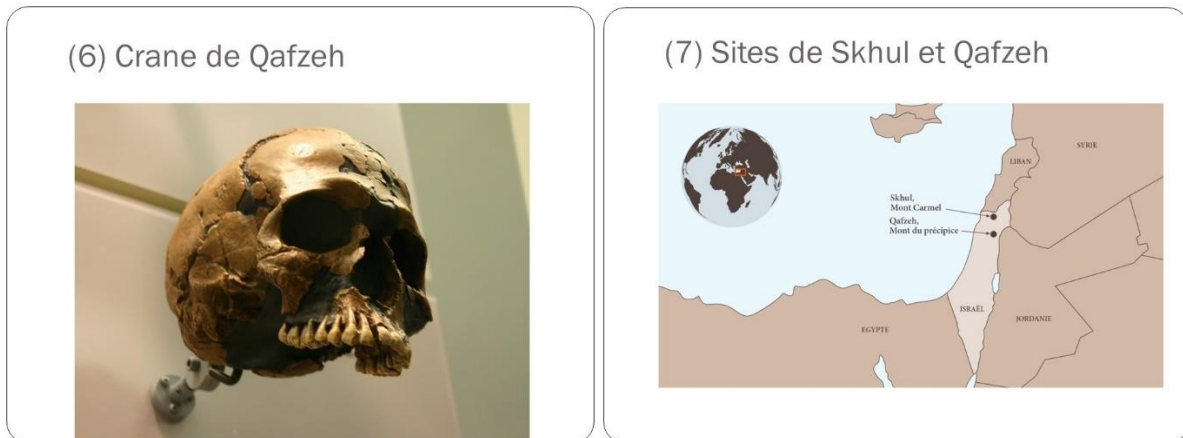 (6) Crane de Qafzeh
(7) Sites de Skhul et Qafzeh
SYRIE
LIBAN
Skhul,
Mont Carmel
Qafzeh,
Mont du précipice
ISRAËL
JORDANIE
EGYPTE